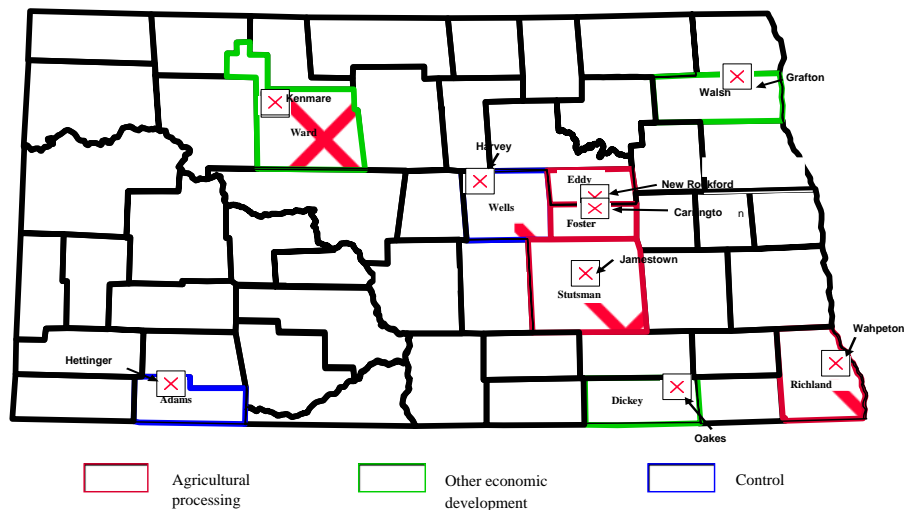 Grafton
Walsh
Kenmare
Ward
Harvey
Eddy
New Rockford
Wells
Carringto n
Foster
Jamestown
Stutsman
Wahpeton
Hettinger
Richland
Adams
Dickey
Oakes
Agricultural
processing
Other economic
development
Control